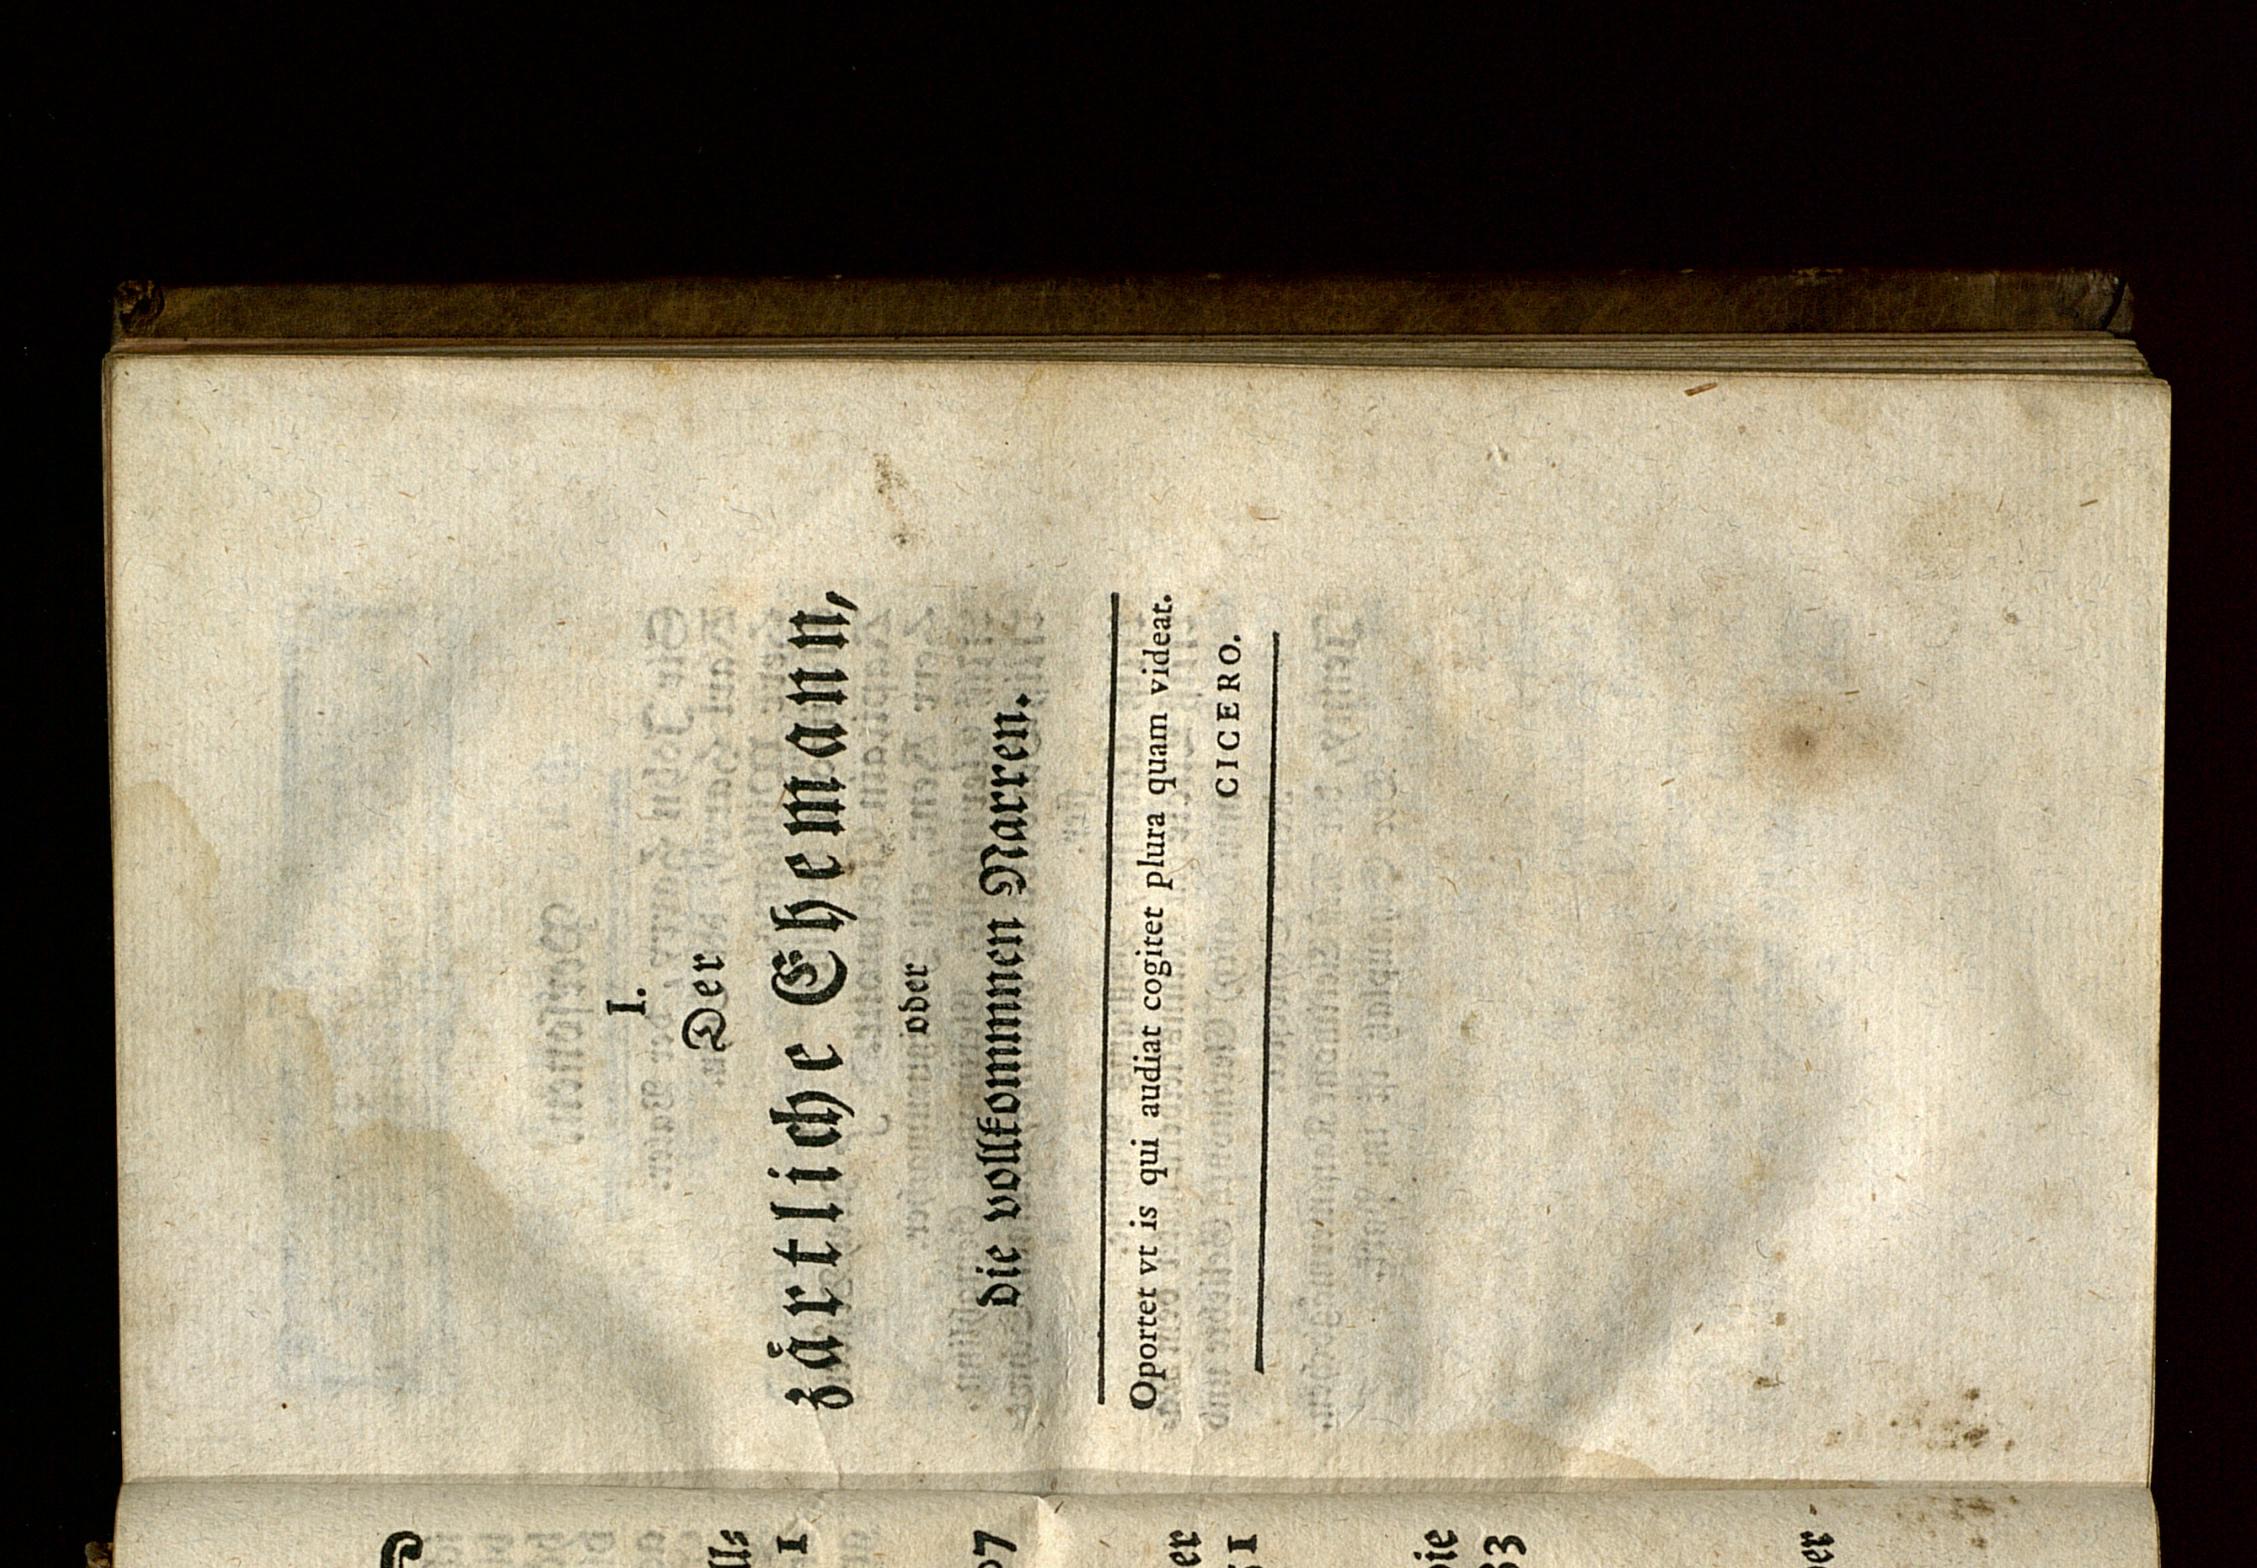 I.
Der
zärtliche Ehemann,
oder
die vollkommnen Narren.
Oportet vt is qui audiat cogitet plura quam videat.
CICERO.